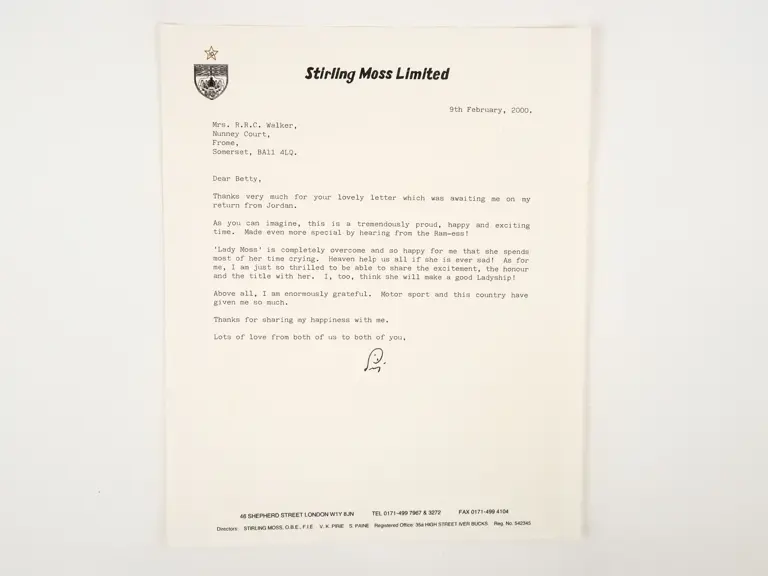 Stirling Moss Limited
9th February, 2000.
Mrs. R.R.C. Walker,
Nunney Court,
Frome,
Somerset, BA11 4LQ.
Dear Betty,
Thanks very much for your lovely letter which was awaiting me on my
return from Jordan.
As you can imagine, this is a tremendously proud, happy and exciting
time. Made even more special by hearing from the Ram-ess!
'Lady Moss' is completely overcome and so happy for me that she spends
most of her time crying. Heaven help us all if she is ever sad! As for
me, I am just so thrilled to be able to share the excitement, the honour
and the title with her. I, too, think she will make a good Ladyship!
Above all, I am enormously grateful. Motor sport and this country have
given me so much.
Thanks for sharing my happiness with me.
Lots of love from both of us to both of you,
46 SHEPHERD STREET LONDON W1Y 8JN TEL 0171-499 7967 & 3272 FAX 0171-499 4104
Directors: STIRLING MOSS, O.B.E., F.I.E. V. K. PIRIE S. PAINE Registered Office 36a HIGH STREET IVER BUCKS Reg. No. 542345